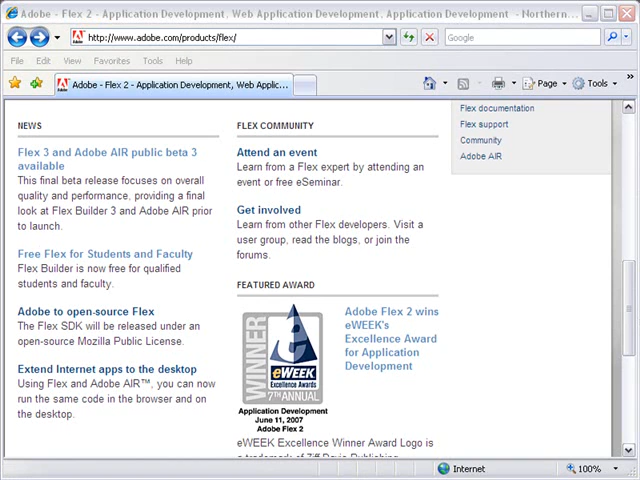 Adobe - Flex 2 - Application Development, Web Application Development, Application Development - Northern...
http://www.adobe.com/products/flex/
Google
File Edit View Favorites Tools Help
Adobe - Flex 2 - Application Development, Web Applic...
Page Tools
Flex documentation
Flex support
Community
Adobe AIR
NEWS
Flex 3 and Adobe AIR public beta 3
available
This final beta release focuses on overall
quality and performance, providing a final
look at Flex Builder 3 and Adobe AIR prior
to launch.
Free Flex for Students and Faculty
Flex Builder is now free for qualified
students and faculty.
Adobe to open-source Flex
The Flex SDK will be released under an
open-source Mozilla Public License.
Extend Internet apps to the desktop
Using Flex and Adobe AIR™, you can now
run the same code in the browser and on
the desktop.
FLEX COMMUNITY
Attend an event
Learn from a Flex expert by attending an
event or free eSeminar.
Get involved
Learn from other Flex developers. Visit a
user group, read the blogs, or join the
forums.
FEATURED AWARD
WINNER
eWEEK
Excellence Awards
7TH ANNUAL
Application Development
June 11, 2007
Adobe Flex 2
Adobe Flex 2 wins
eWEEK's
Excellence Award
for Application
Development
eWEEK Excellence Winner Award Logo is
a trademark of Ziff Davis Publishing
Internet
100%